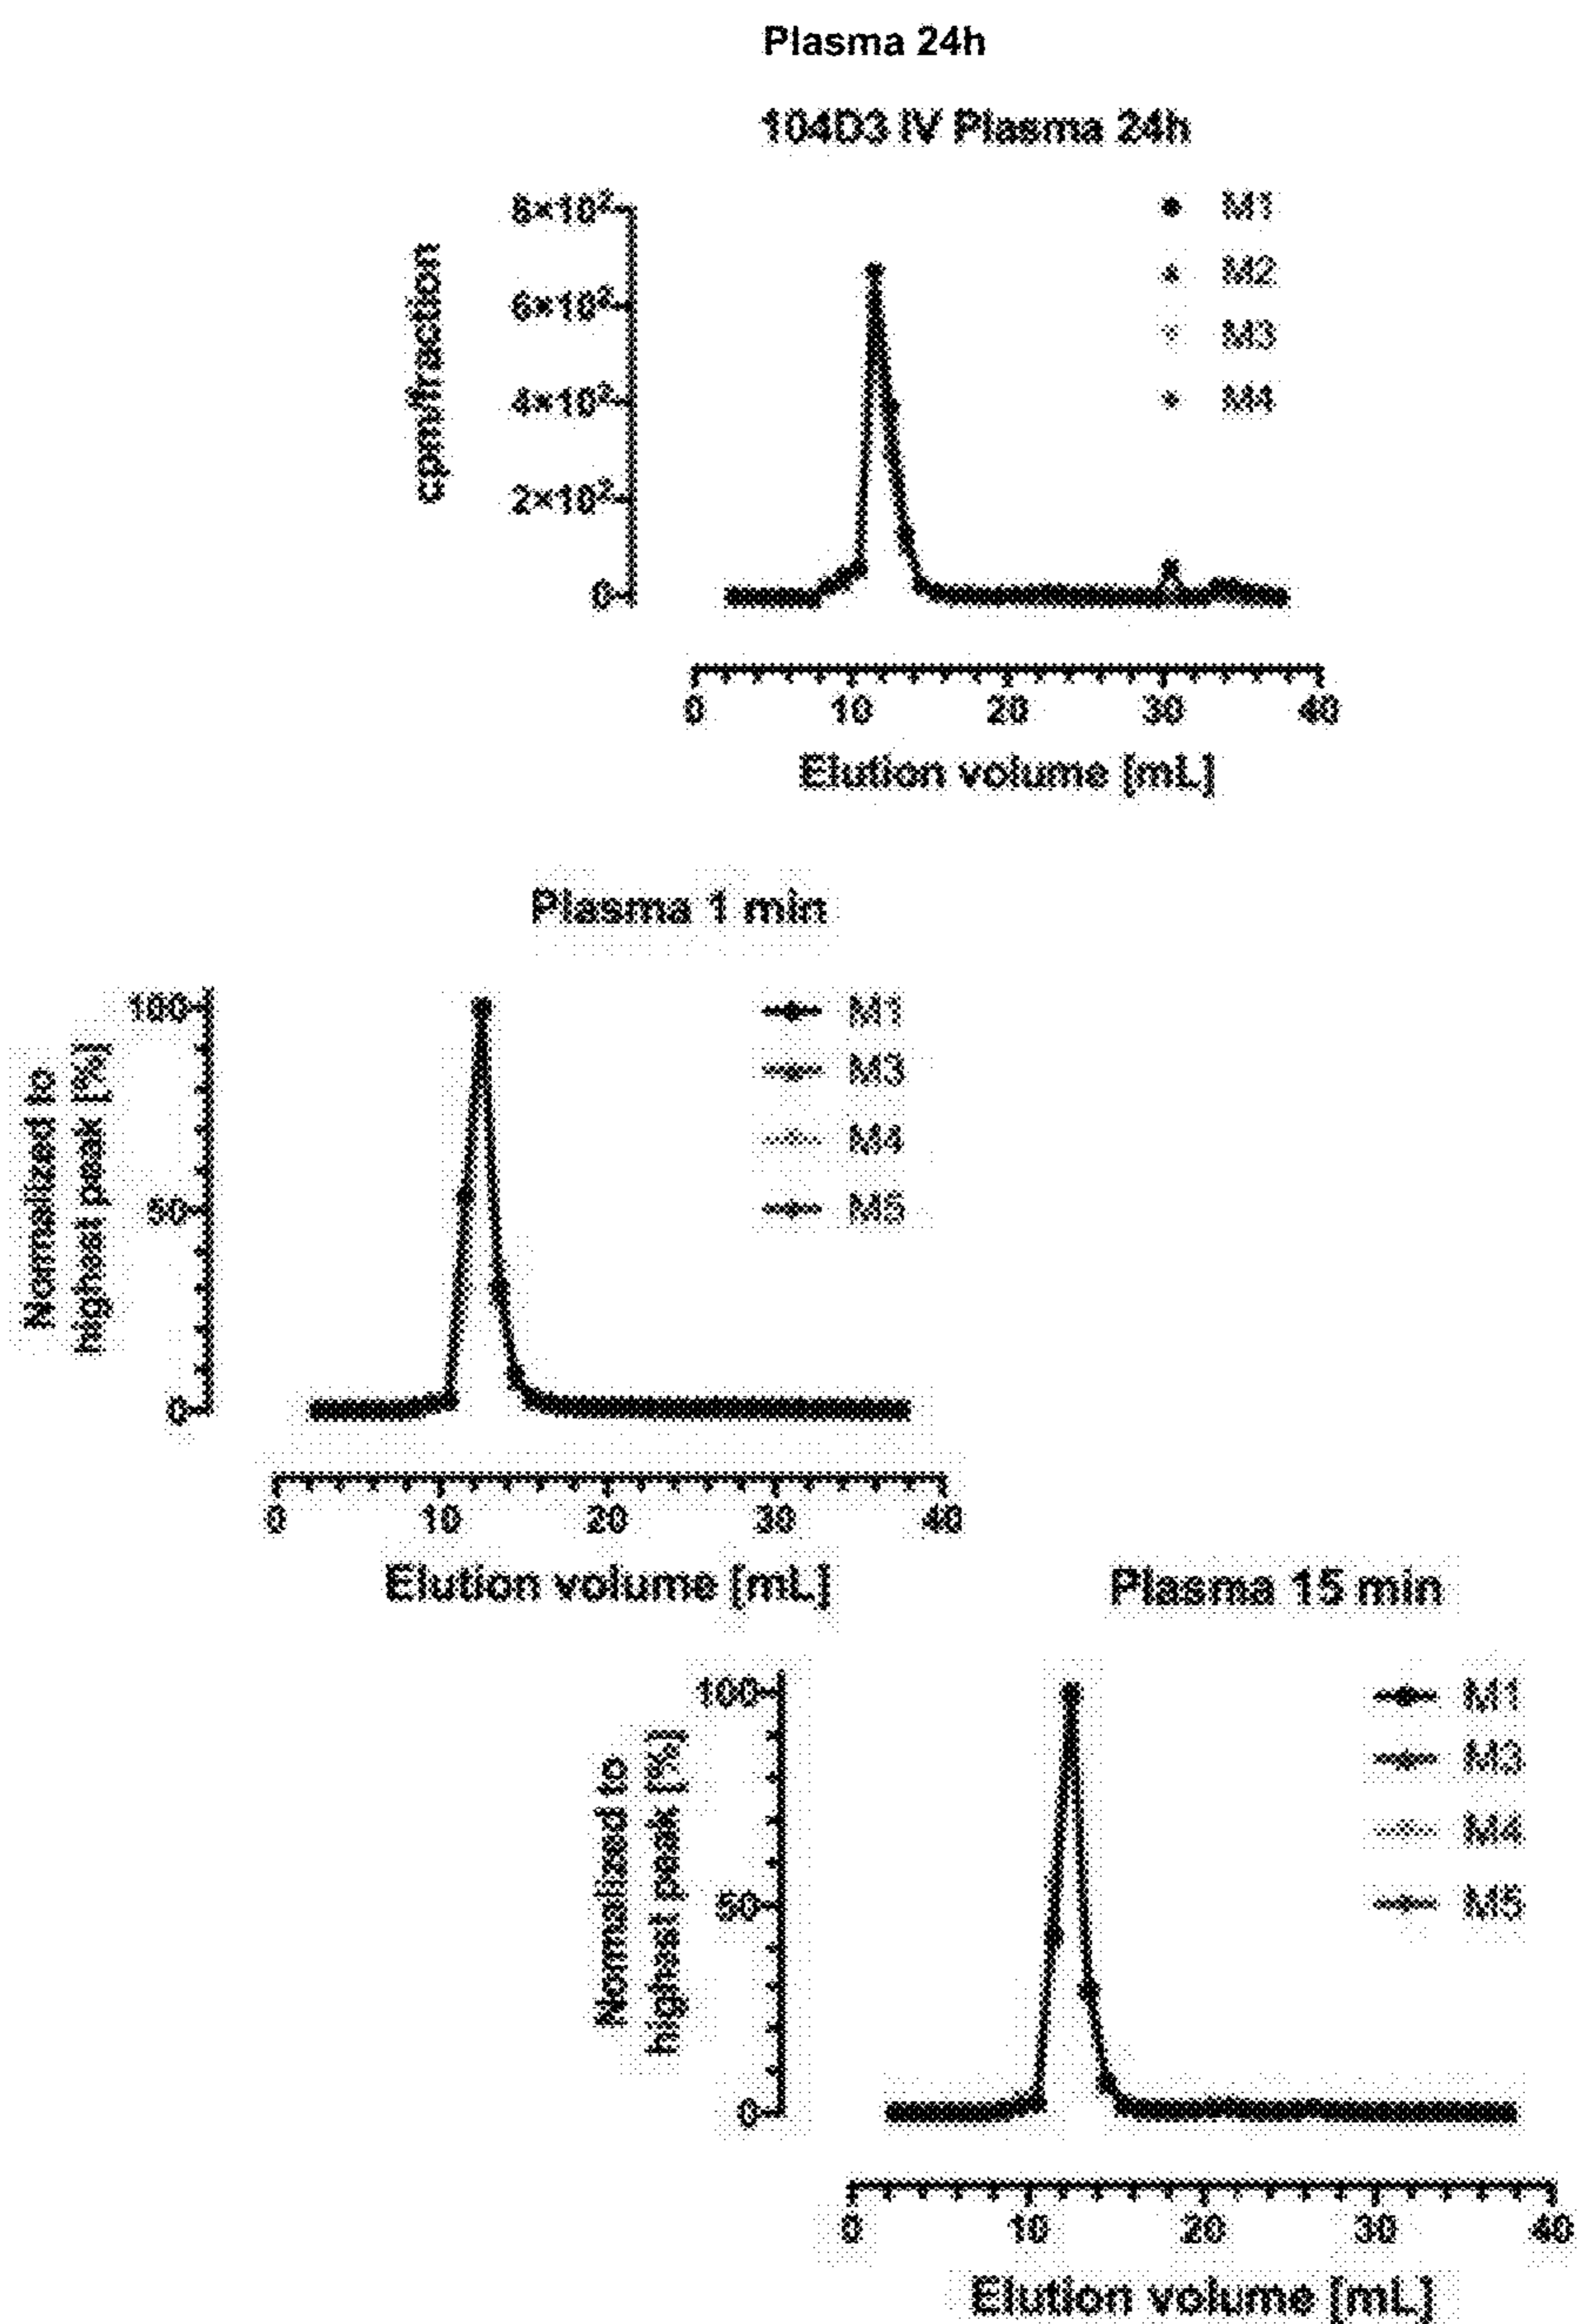 Plasma 24h
104D3 IV Plasma 24h
8×10²
6×10²
4×10²
2×10²
0
cpm/fraction
M1
M2
M3
M4
0 10 20 30 40
Elution volume [mL]
Plasma 1 min
100
50
0
Normalized to
highest peak [%]
M1
M3
M4
M5
0 10 20 30 40
Elution volume [mL]
Plasma 15 min
100
50
0
Normalized to
highest peak [%]
M1
M3
M4
M5
0 10 20 30 40
Elution volume [mL]